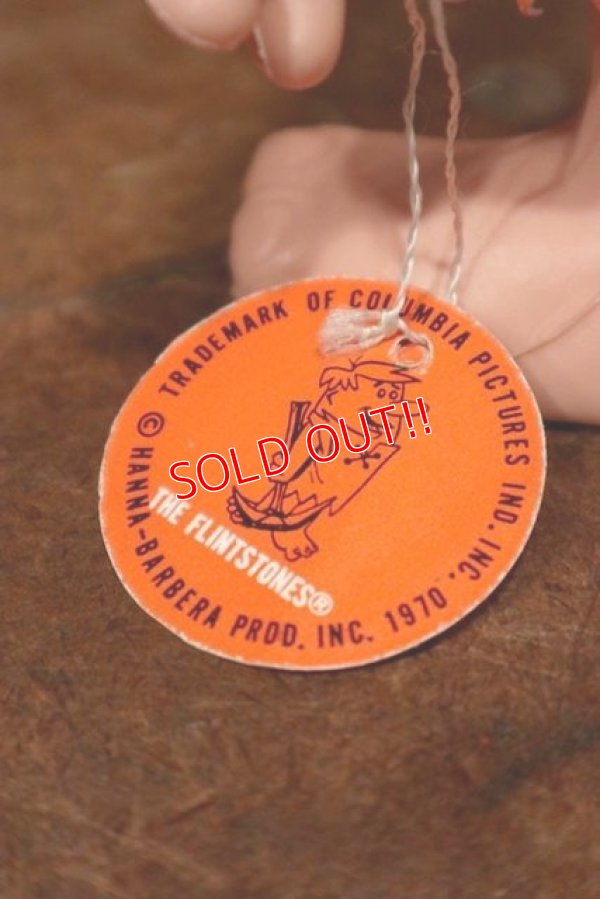 TRADEMARK OF COLUMBIA PICTURES IND. INC.
SOLD OUT!!
THE FLINTSTONES®
© HANNA-BARBERA PROD. INC. 1970